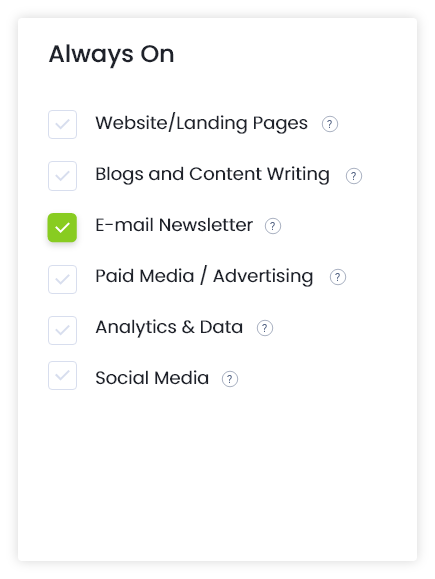 Always On
Website/Landing Pages ?
Blogs and Content Writing ?
E-mail Newsletter ?
Paid Media / Advertising ?
Analytics & Data ?
Social Media ?